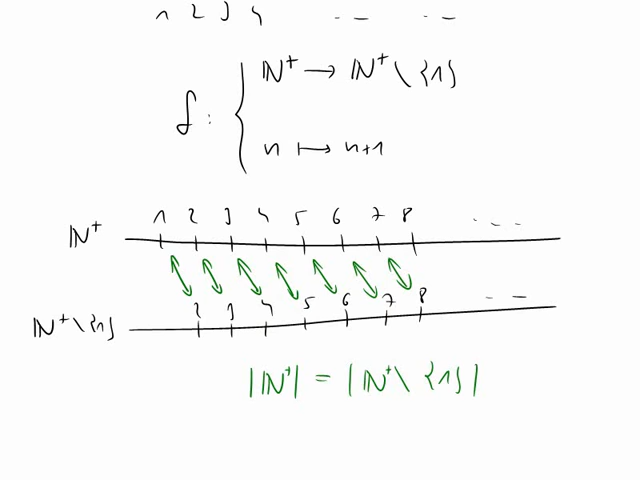 1 2 3 4 ... ...
ℕ⁺ → ℕ⁺ \ {1}
f :
n ↦ n+1
1 2 3 4 5 6 7 8 ...
ℕ⁺
2 3 4 5 6 7 8 ...
ℕ⁺ \ {1}
|ℕ⁺| = |ℕ⁺ \ {1}|